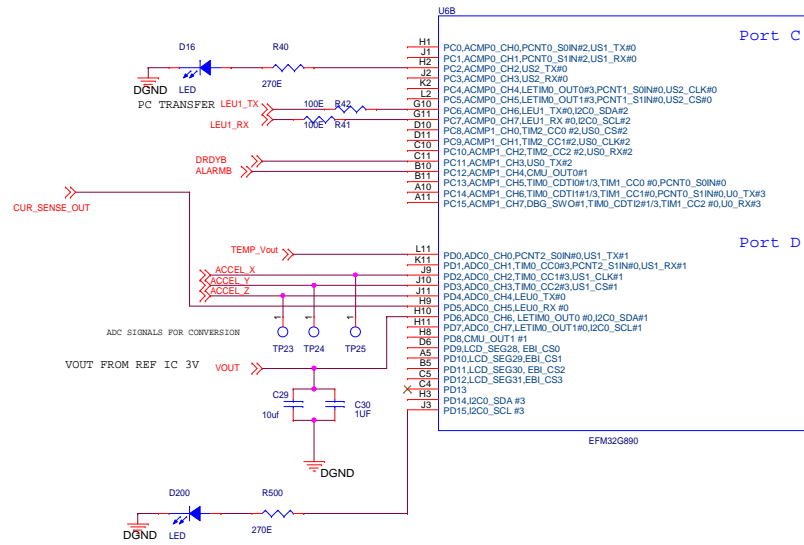 U6B
Port C
H1 PC0,ACMP0_CH0,PCNT0_S0IN#2,US1_TX#0
J1 PC1,ACMP0_CH1,PCNT0_S1IN#2,US1_RX#0
H2 PC2,ACMP0_CH2,US2_TX#0
J2 PC3,ACMP0_CH3,US2_RX#0
K2 PC4,ACMP0_CH4,LETIM0_OUT0#3,PCNT1_S0IN#0,US2_CLK#0
L2 PC5,ACMP0_CH5,LETIM0_OUT1#3,PCNT1_S1IN#0,US2_CS#0
G10 PC6,ACMP0_CH6,LEU1_TX#0,I2C0_SDA#2
G11 PC7,ACMP0_CH7,LEU1_RX #0,I2C0_SCL#2
D10 PC8,ACMP1_CH0,TIM2_CC0 #2,US0_CS#2
D11 PC9,ACMP1_CH1,TIM2_CC1#2,US0_CLK#2
C10 PC10,ACMP1_CH2,TIM2_CC2 #2,US0_RX#2
C11 PC11,ACMP1_CH3,US0_TX#2
B10 PC12,ACMP1_CH4,CMU_OUT0#1
B11 PC13,ACMP1_CH5,TIM0_CDTI0#1/3,TIM1_CC0 #0,PCNT0_S0IN#0
A10 PC14,ACMP1_CH6,TIM0_CDTI1#1/3,TIM1_CC1#0,PCNT0_S1IN#0,U0_TX#3
A11 PC15,ACMP1_CH7,DBG_SWO#1,TIM0_CDTI2#1/3,TIM1_CC2 #0,U0_RX#3
D16
R40
LED
270E
DGND
PC TRANSFER
LEU1_TX
100E R42
LEU1_RX
100E R41
DRDYB
ALARMB
CUR_SENSE_OUT
Port D
TEMP_Vout
L11 PD0,ADC0_CH0,PCNT2_S0IN#0,US1_TX#1
K11 PD1,ADC0_CH1,TIM0_CC0#3,PCNT2_S1IN#0,US1_RX#1
J9 PD2,ADC0_CH2,TIM0_CC1#3,US1_CLK#1
J10 PD3,ADC0_CH3,TIM0_CC2#3,US1_CS#1
J11 PD4,ADC0_CH4,LEU0_TX#0
H9 PD5,ADC0_CH5,LEU0_RX #0
H10 PD6,ADC0_CH6, LETIM0_OUT0 #0,I2C0_SDA#1
H11 PD7,ADC0_CH7,LETIM0_OUT1#0,I2C0_SCL#1
H8 PD8,CMU_OUT1 #1
D6 PD9,LCD_SEG28, EBI_CS0
A5 PD10,LCD_SEG29,EBI_CS1
B5 PD11,LCD_SEG30, EBI_CS2
C5 PD12,LCD_SEG31,EBI_CS3
C4 PD13
H3 PD14,I2C0_SDA #3
J3 PD15,I2C0_SCL #3
ACCEL_X
ACCEL_Y
ACCEL_Z
1 1 1
ADC SIGNALS FOR CONVERSION
TP23 TP24 TP25
VOUT FROM REF IC 3V
VOUT
C29
10uf
C30
1UF
DGND
EFM32G890
D200
R500
LED
270E
DGND